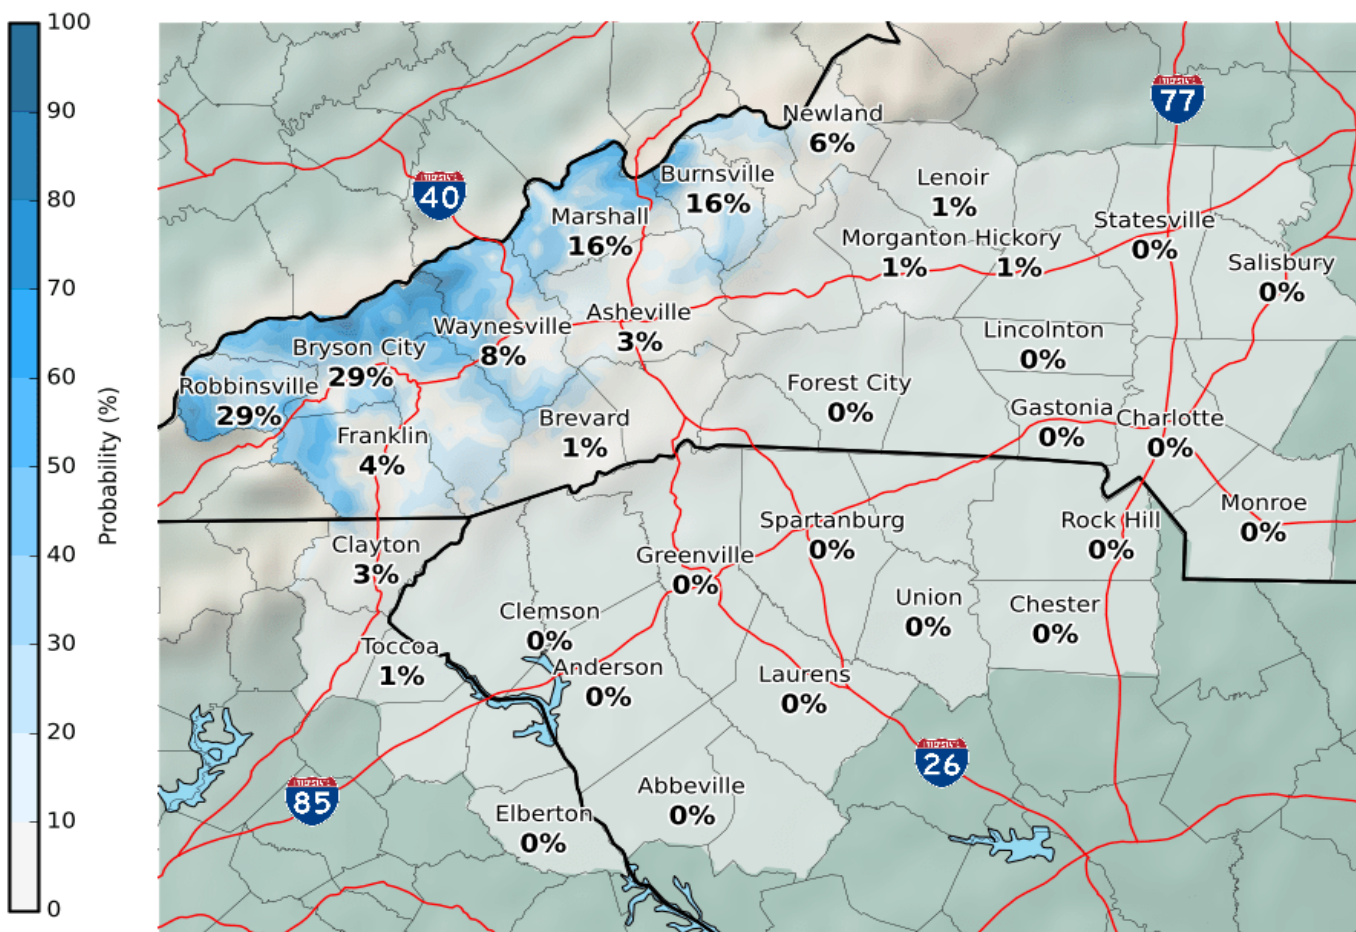 100
90
80
70
60
50
40
30
20
10
0
Probability (%)
77
40
85
26
Newland
6%
Burnsville
16%
Lenoir
1%
Marshall
16%
Statesville
0%
Morganton
1%
Hickory
1%
Salisbury
0%
Asheville
3%
Waynesville
8%
Lincolnton
0%
Bryson City
29%
Robbinsville
29%
Forest City
0%
Brevard
1%
Gastonia
0%
Charlotte
0%
Franklin
4%
Monroe
0%
Spartanburg
0%
Rock Hill
0%
Clayton
3%
Greenville
0%
Union
0%
Chester
0%
Clemson
0%
Toccoa
1%
Anderson
0%
Laurens
0%
Abbeville
0%
Elberton
0%